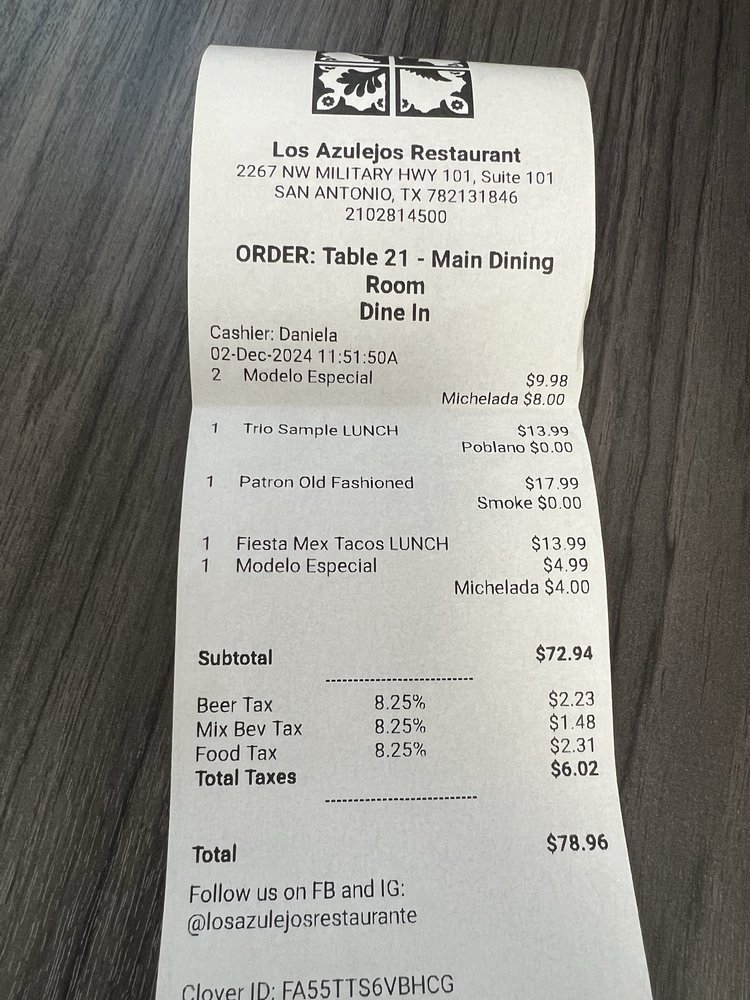 Los Azulejos Restaurant
2267 NW MILITARY HWY 101, Suite 101
SAN ANTONIO, TX 782131846
2102814500
ORDER: Table 21 - Main Dining
Room
Dine In
Cashier: Daniela
02-Dec-2024 11:51:50A
2 Modelo Especial $9.98
Michelada $8.00
1 Trio Sample LUNCH $13.99
Poblano $0.00
1 Patron Old Fashioned $17.99
Smoke $0.00
1 Fiesta Mex Tacos LUNCH $13.99
1 Modelo Especial $4.99
Michelada $4.00
Subtotal $72.94
Beer Tax 8.25% $2.23
Mix Bev Tax 8.25% $1.48
Food Tax 8.25% $2.31
Total Taxes $6.02
Total $78.96
Follow us on FB and IG:
@losazulejosrestaurante
Clover ID: FA55TTS6VBHCG